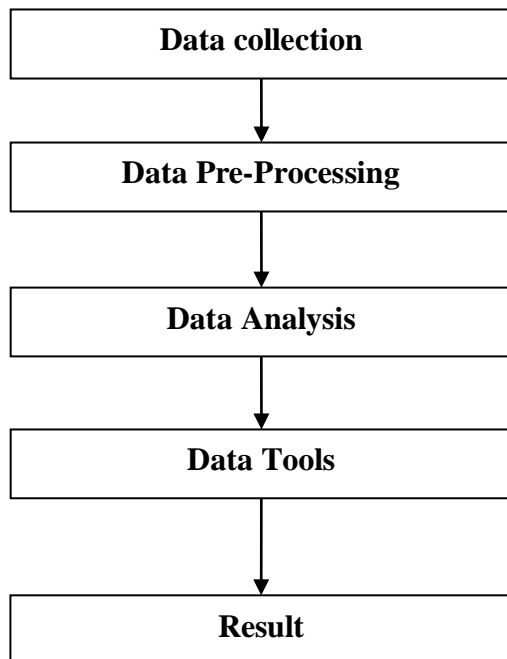 Data collection
Data Pre-Processing
Data Analysis
Data Tools
Result